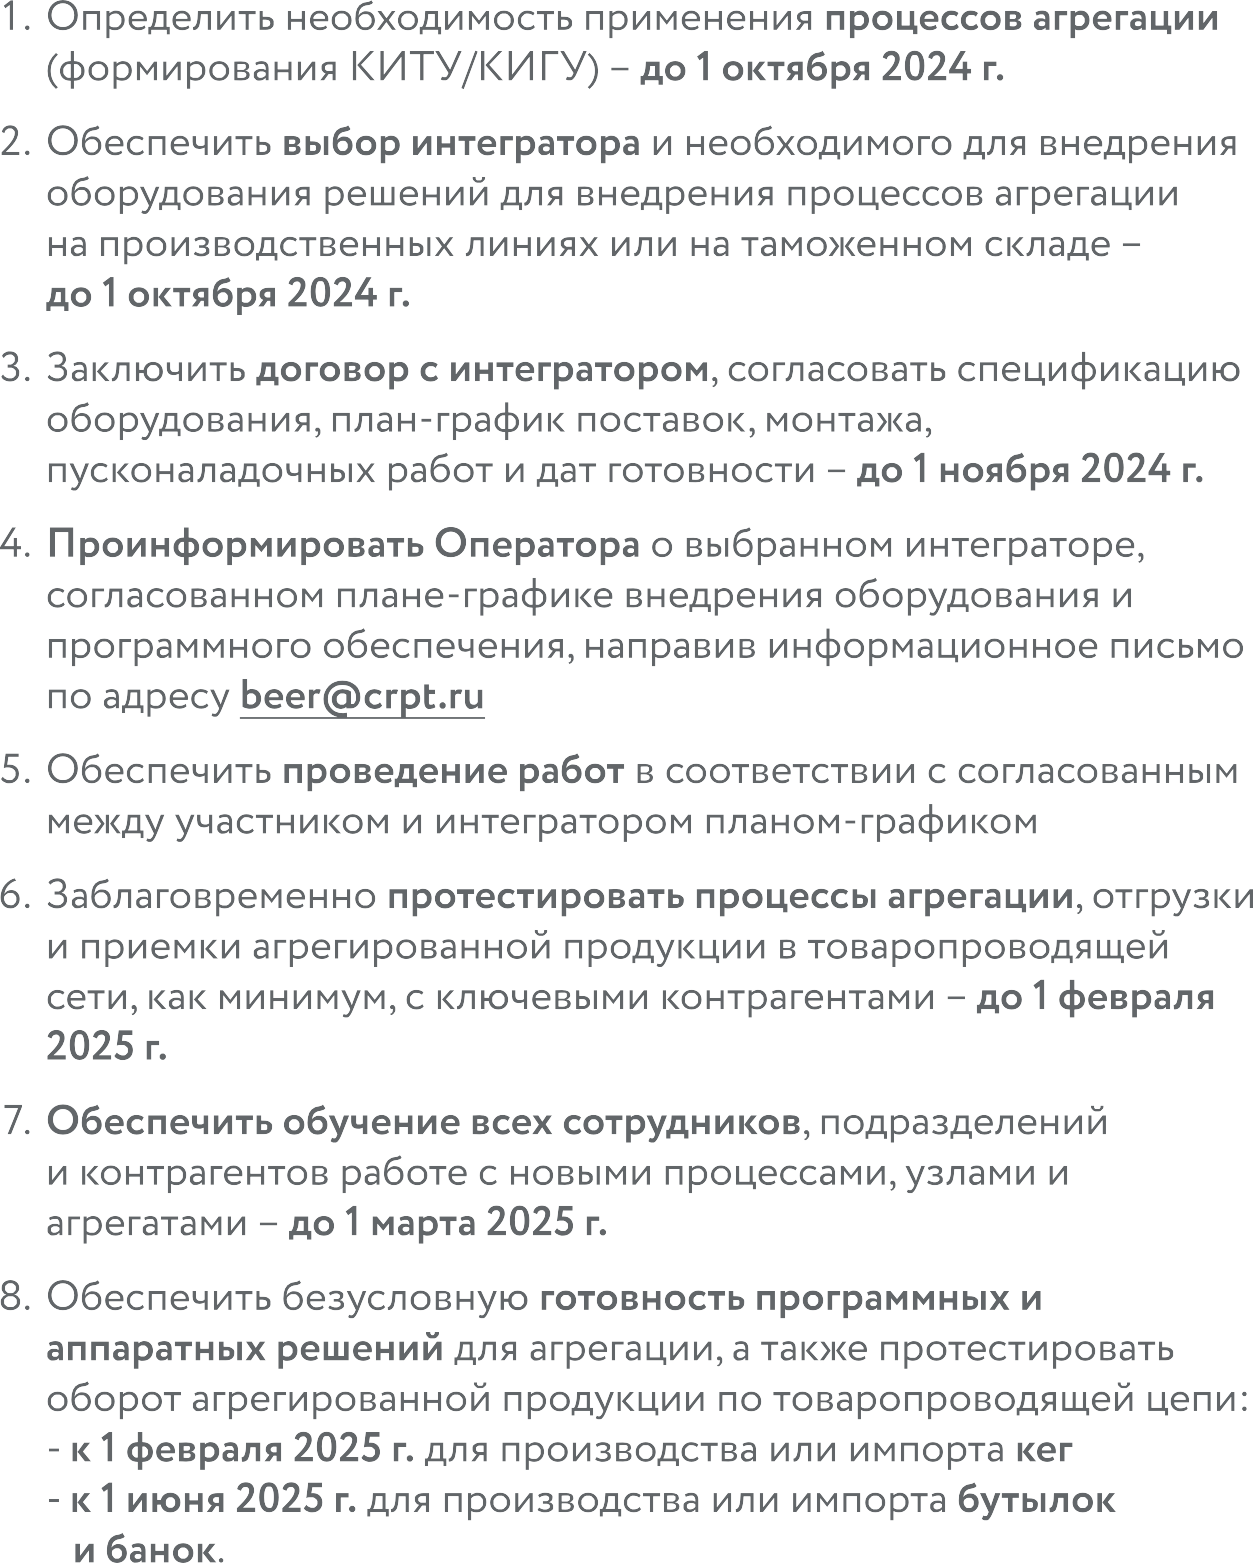 1. Определить необходимость применения процессов агрегации
(формирования КИТУ/КИГУ) – до 1 октября 2024 г.
2. Обеспечить выбор интегратора и необходимого для внедрения
оборудования решений для внедрения процессов агрегации
на производственных линиях или на таможенном складе –
до 1 октября 2024 г.
3. Заключить договор с интегратором, согласовать спецификацию
оборудования, план-график поставок, монтажа,
пусконаладочных работ и дат готовности – до 1 ноября 2024 г.
4. Проинформировать Оператора о выбранном интеграторе,
согласованном плане-графике внедрения оборудования и
программного обеспечения, направив информационное письмо
по адресу beer@crpt.ru
5. Обеспечить проведение работ в соответствии с согласованным
между участником и интегратором планом-графиком
6. Заблаговременно протестировать процессы агрегации, отгрузки
и приемки агрегированной продукции в товаропроводящей
сети, как минимум, с ключевыми контрагентами – до 1 февраля
2025 г.
7. Обеспечить обучение всех сотрудников, подразделений
и контрагентов работе с новыми процессами, узлами и
агрегатами – до 1 марта 2025 г.
8. Обеспечить безусловную готовность программных и
аппаратных решений для агрегации, а также протестировать
оборот агрегированной продукции по товаропроводящей цепи:
- к 1 февраля 2025 г. для производства или импорта кег
- к 1 июня 2025 г. для производства или импорта бутылок
и банок.